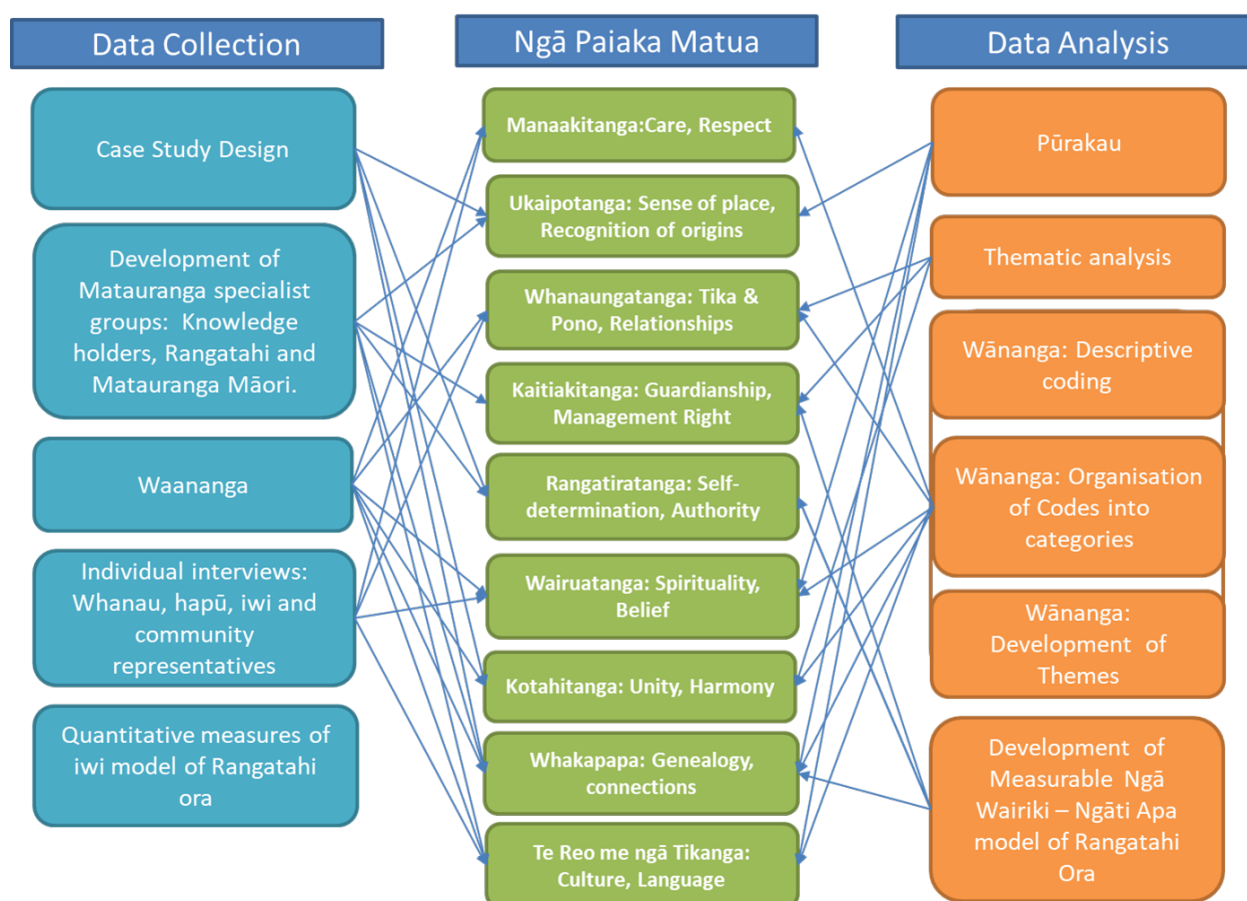 Data Collection
Case Study Design
Development of
Matauranga specialist
groups: Knowledge
holders, Rangatahi and
Matauranga Māori.
Waananga
Individual interviews:
Whanau, hapū, iwi and
community
representatives
Quantitative measures of
iwi model of Rangatahi
ora
Ngā Paiaka Matua
Manaakitanga:Care, Respect
Ukaipotanga: Sense of place,
Recognition of origins
Whanaungatanga: Tika &
Pono, Relationships
Kaitiakitanga: Guardianship,
Management Right
Rangatiratanga: Self-
determination, Authority
Wairuatanga: Spirituality,
Belief
Kotahitanga: Unity, Harmony
Whakapapa: Genealogy,
connections
Te Reo me ngā Tikanga:
Culture, Language
Data Analysis
Pūrakau
Thematic analysis
Wānanga: Descriptive
coding
Wānanga: Organisation
of Codes into
categories
Wānanga:
Development of
Themes
Development of
Measurable Ngā
Wairiki – Ngāti Apa
model of Rangatahi
Ora